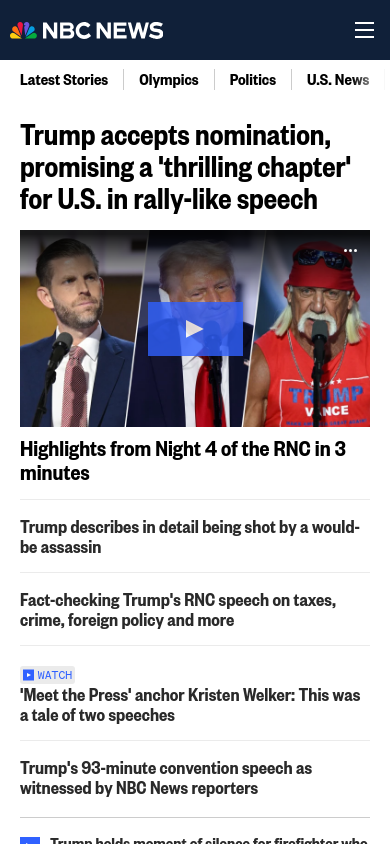 NBC NEWS
Latest Stories
Olympics
Politics
U.S. News
Trump accepts nomination,
promising a 'thrilling chapter'
for U.S. in rally-like speech
TRUMP
VANCE
Highlights from Night 4 of the RNC in 3
minutes
Trump describes in detail being shot by a would-
be assassin
Fact-checking Trump's RNC speech on taxes,
crime, foreign policy and more
WATCH
'Meet the Press' anchor Kristen Welker: This was
a tale of two speeches
Trump's 93-minute convention speech as
witnessed by NBC News reporters
Trump holds moment of silence for firefighter who